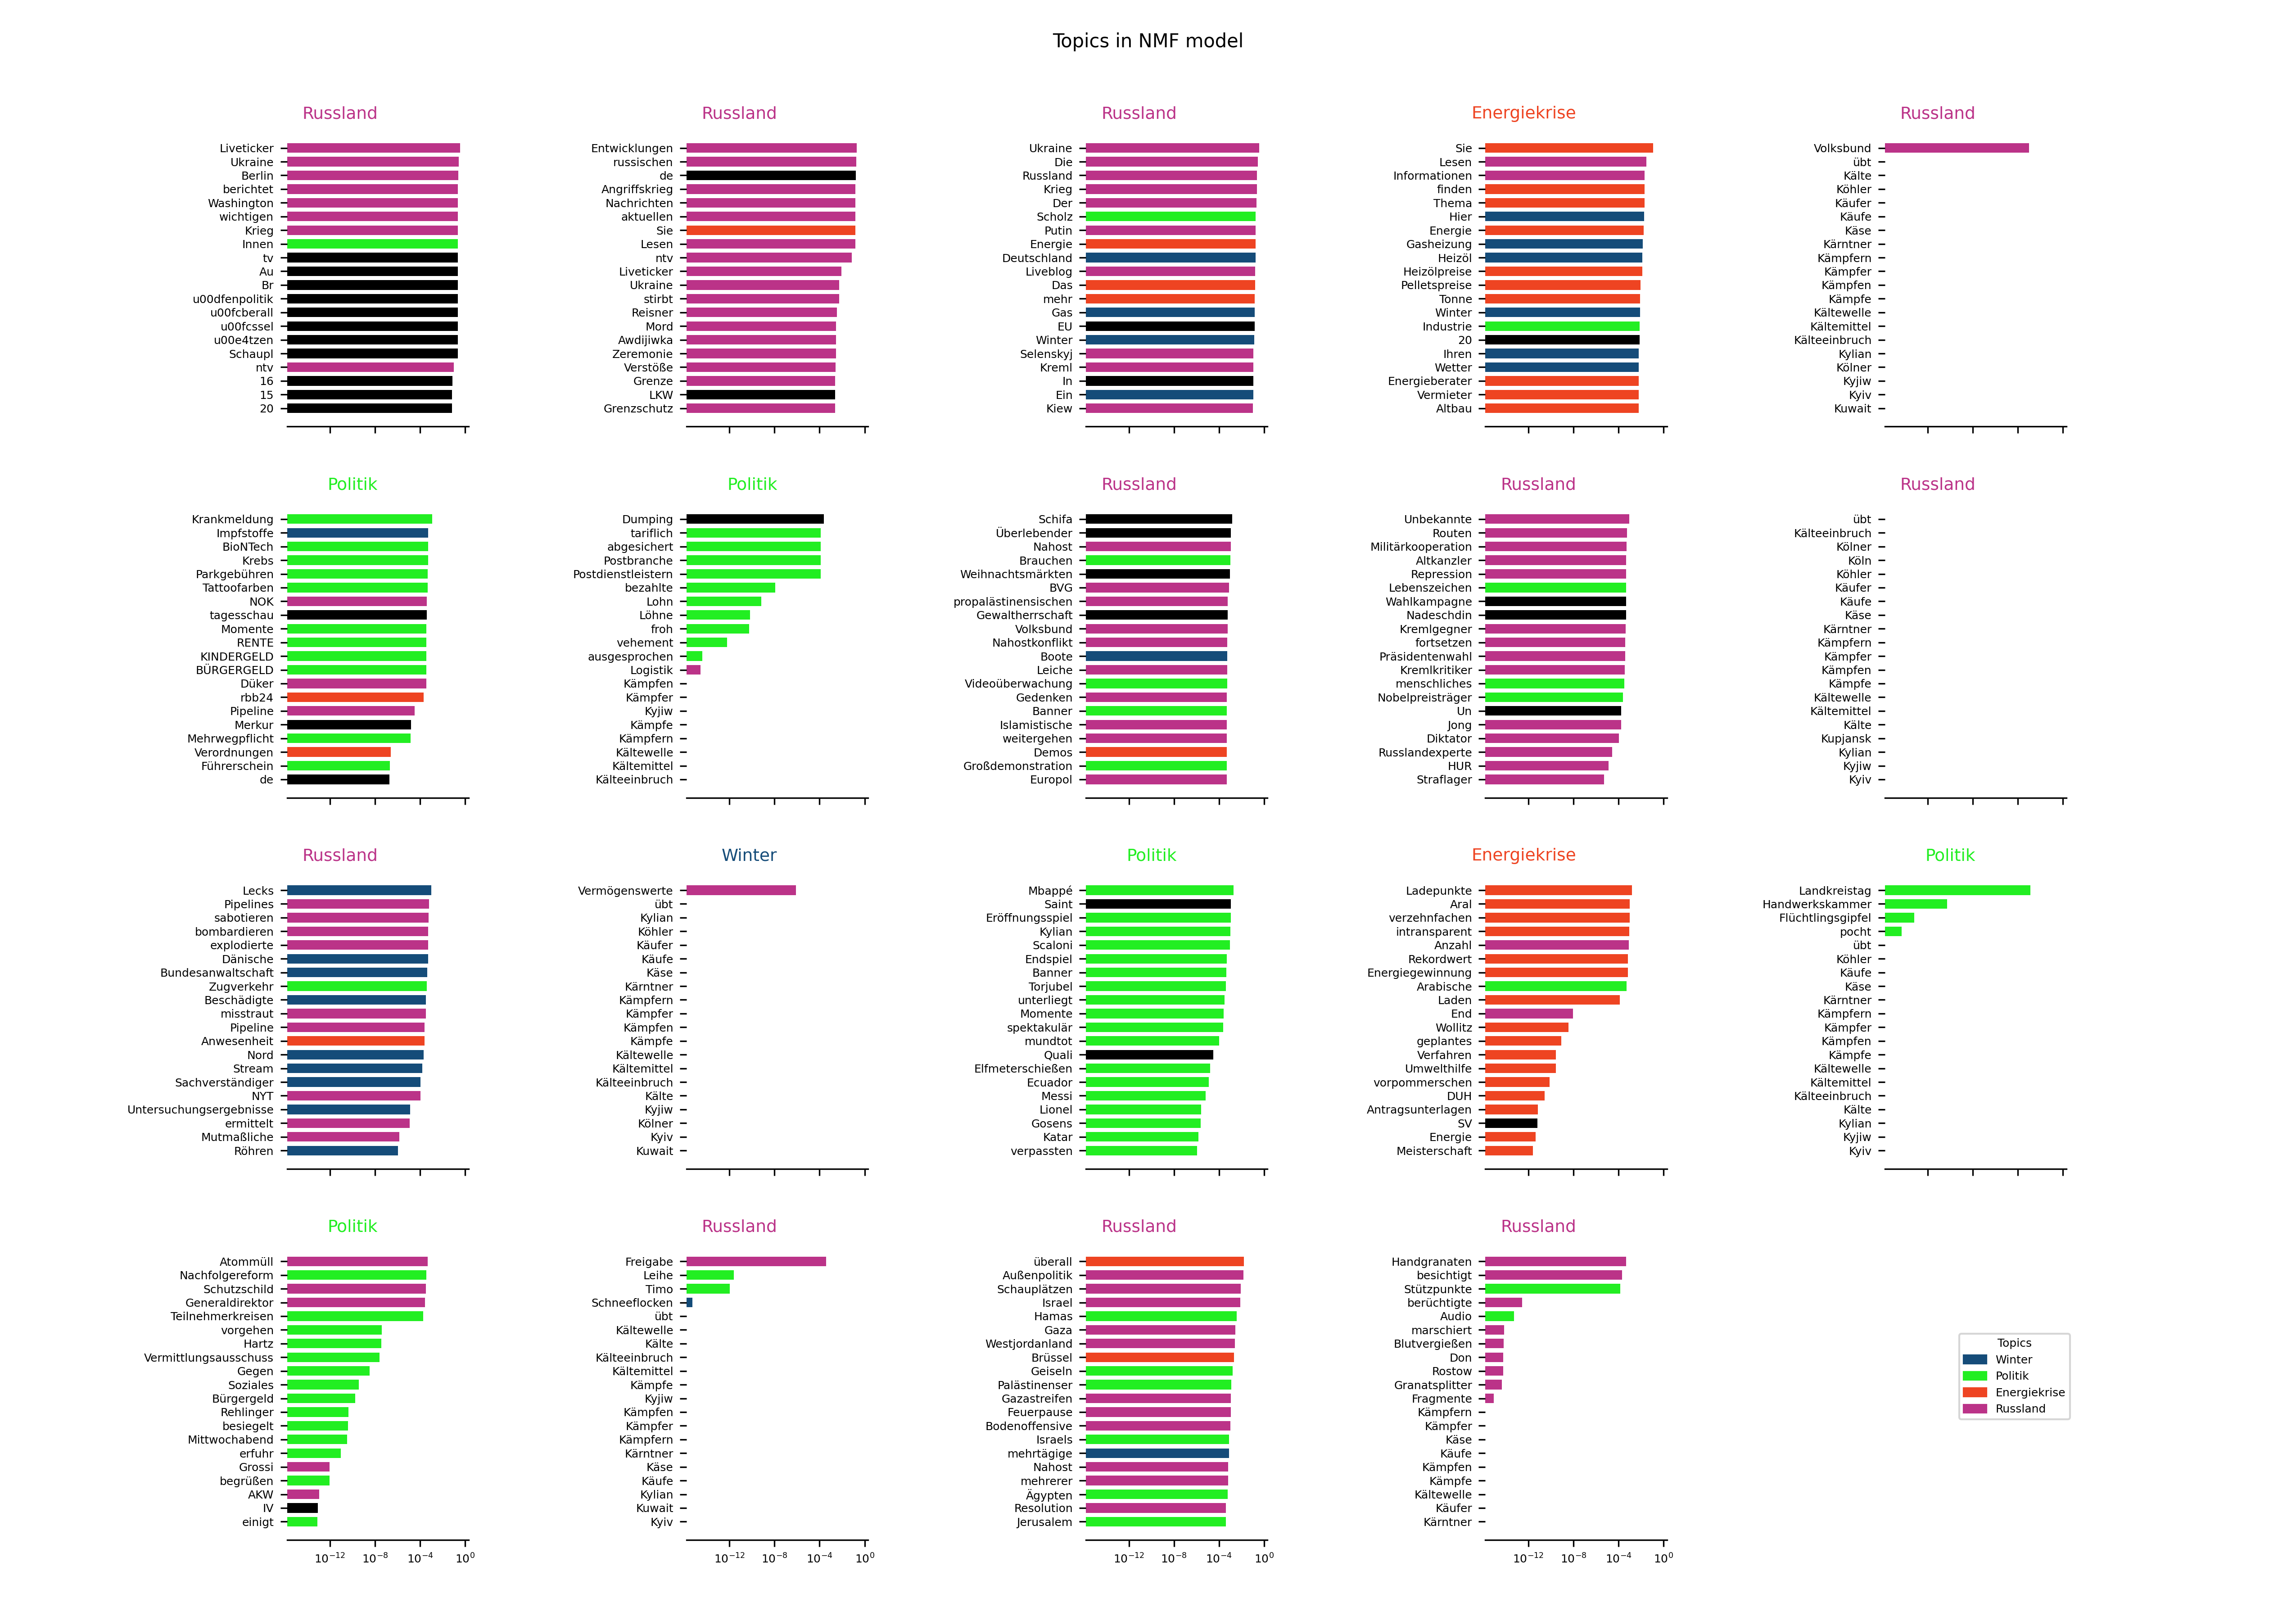 Topics in NMF model
Russland
Liveticker
Ukraine
Berlin
berichtet
Washington
wichtigen
Krieg
Innen
tv
Au
Br
u00dfenpolitik
u00fcberall
u00fcssel
u00e4tzen
Schaupl
ntv
16
15
20
Russland
Entwicklungen
russischen
de
Angriffskrieg
Nachrichten
aktuellen
Sie
Lesen
ntv
Liveticker
Ukraine
stirbt
Reisner
Mord
Awdijiwka
Zeremonie
Verstöße
Grenze
LKW
Grenzschutz
Russland
Ukraine
Die
Russland
Krieg
Der
Scholz
Putin
Energie
Deutschland
Liveblog
Das
mehr
Gas
EU
Winter
Selenskyj
Kreml
In
Ein
Kiew
Energiekrise
Sie
Lesen
Informationen
finden
Thema
Hier
Energie
Gasheizung
Heizöl
Heizölpreise
Pelletspreise
Tonne
Winter
Industrie
20
Ihren
Wetter
Energieberater
Vermieter
Altbau
Russland
Volksbund
übt
Kälte
Köhler
Käufer
Käufe
Käse
Kärntner
Kämpfern
Kämpfer
Kämpfen
Kämpfe
Kältewelle
Kältemittel
Kälteeinbruch
Kylian
Kölner
Kyjiw
Kyiv
Kuwait
Politik
Krankmeldung
Impfstoffe
BioNTech
Krebs
Parkgebühren
Tattoofarben
NOK
tagesschau
Momente
RENTE
KINDERGELD
BÜRGERGELD
Düker
rbb24
Pipeline
Merkur
Mehrwegpflicht
Verordnungen
Führerschein
de
Politik
Dumping
tariflich
abgesichert
Postbranche
Postdienstleistern
bezahlte
Lohn
Löhne
froh
vehement
ausgesprochen
Logistik
Kämpfen
Kämpfer
Kyjiw
Kämpfe
Kämpfern
Kältewelle
Kältemittel
Kälteeinbruch
Russland
Schifa
Überlebender
Nahost
Brauchen
Weihnachtsmärkten
BVG
propalästinensischen
Gewaltherrschaft
Volksbund
Nahostkonflikt
Boote
Leiche
Videoüberwachung
Gedenken
Banner
Islamistische
weitergehen
Demos
Großdemonstration
Europol
Russland
Unbekannte
Routen
Militärkooperation
Altkanzler
Repression
Lebenszeichen
Wahlkampagne
Nadeschdin
Kremlgegner
fortsetzen
Präsidentenwahl
Kremlkritiker
menschliches
Nobelpreisträger
Un
Jong
Diktator
Russlandexperte
HUR
Straflager
Russland
übt
Kälteeinbruch
Kölner
Köln
Köhler
Käufer
Käufe
Käse
Kärntner
Kämpfern
Kämpfer
Kämpfen
Kämpfe
Kältewelle
Kältemittel
Kälte
Kupjansk
Kylian
Kyjiw
Kyiv
Russland
Lecks
Pipelines
sabotieren
bombardieren
explodierte
Dänische
Bundesanwaltschaft
Zugverkehr
Beschädigte
misstraut
Pipeline
Anwesenheit
Nord
Stream
Sachverständiger
NYT
Untersuchungsergebnisse
ermittelt
Mutmaßliche
Röhren
Winter
Vermögenswerte
übt
Kylian
Köhler
Käufer
Käufe
Käse
Kärntner
Kämpfern
Kämpfer
Kämpfen
Kämpfe
Kältewelle
Kältemittel
Kälteeinbruch
Kälte
Kyjiw
Kölner
Kyiv
Kuwait
Politik
Mbappé
Saint
Eröffnungsspiel
Kylian
Scaloni
Endspiel
Banner
Torjubel
unterliegt
Momente
spektakulär
mundtot
Quali
Elfmeterschießen
Ecuador
Messi
Lionel
Gosens
Katar
verpassten
Energiekrise
Ladepunkte
Aral
verzehnfachen
intransparent
Anzahl
Rekordwert
Energiegewinnung
Arabische
Laden
End
Wollitz
geplantes
Verfahren
Umwelthilfe
vorpommerschen
DUH
Antragsunterlagen
SV
Energie
Meisterschaft
Politik
Landkreistag
Handwerkskammer
Flüchtlingsgipfel
pocht
übt
Köhler
Käufe
Käse
Kärntner
Kämpfern
Kämpfer
Kämpfen
Kämpfe
Kältewelle
Kältemittel
Kälteeinbruch
Kälte
Kylian
Kyjiw
Kyiv
Politik
Atommüll
Nachfolgereform
Schutzschild
Generaldirektor
Teilnehmerkreisen
vorgehen
Hartz
Vermittlungsausschuss
Gegen
Soziales
Bürgergeld
Rehlinger
besiegelt
Mittwochabend
erfuhr
Grossi
begrüßen
AKW
IV
einigt
10⁻¹² 10⁻⁸ 10⁻⁴ 10⁰
Russland
Freigabe
Leihe
Timo
Schneeflocken
übt
Kältewelle
Kälte
Kälteeinbruch
Kältemittel
Kämpfe
Kyjiw
Kämpfen
Kämpfer
Kämpfern
Kärntner
Käse
Käufe
Kylian
Kuwait
Kyiv
10⁻¹² 10⁻⁸ 10⁻⁴ 10⁰
Russland
überall
Außenpolitik
Schauplätzen
Israel
Hamas
Gaza
Westjordanland
Brüssel
Geiseln
Palästinenser
Gazastreifen
Feuerpause
Bodenoffensive
Israels
mehrtägige
Nahost
mehrerer
Ägypten
Resolution
Jerusalem
10⁻¹² 10⁻⁸ 10⁻⁴ 10⁰
Russland
Handgranaten
besichtigt
Stützpunkte
berüchtigte
Audio
marschiert
Blutvergießen
Don
Rostow
Granatsplitter
Fragmente
Kämpfern
Kämpfer
Käse
Käufe
Kämpfen
Kämpfe
Kältewelle
Käufer
Kärntner
10⁻¹² 10⁻⁸ 10⁻⁴ 10⁰
Topics
Winter
Politik
Energiekrise
Russland